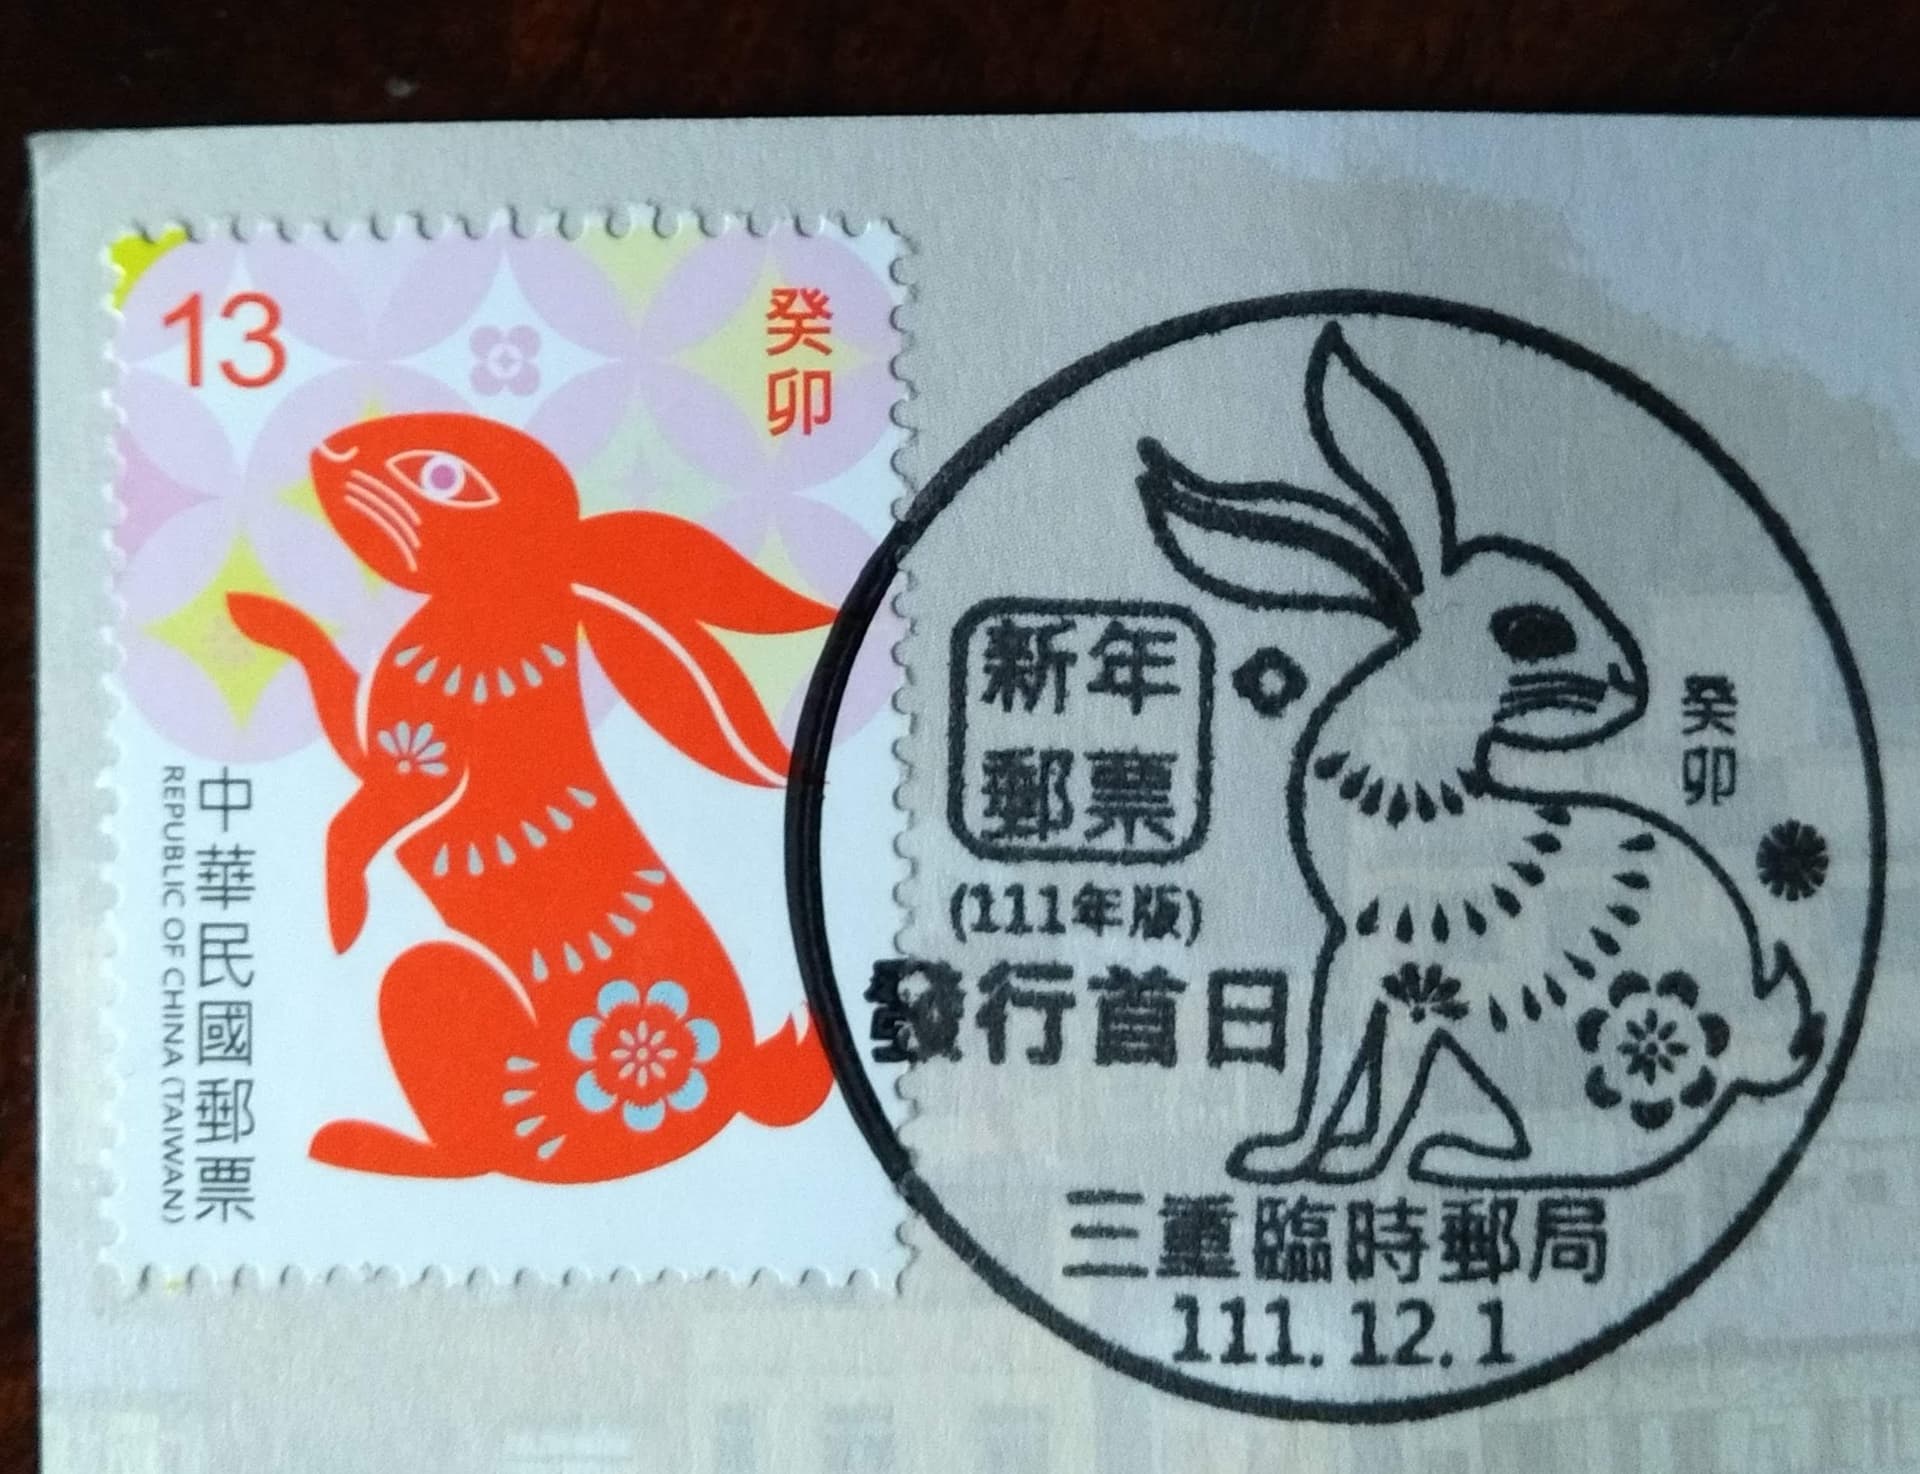 13
癸卯
中華民國郵票
REPUBLIC OF CHINA (TAIWAN)
新年
郵票
(111年版)
發行首日
癸卯
三重臨時郵局
111.12.1